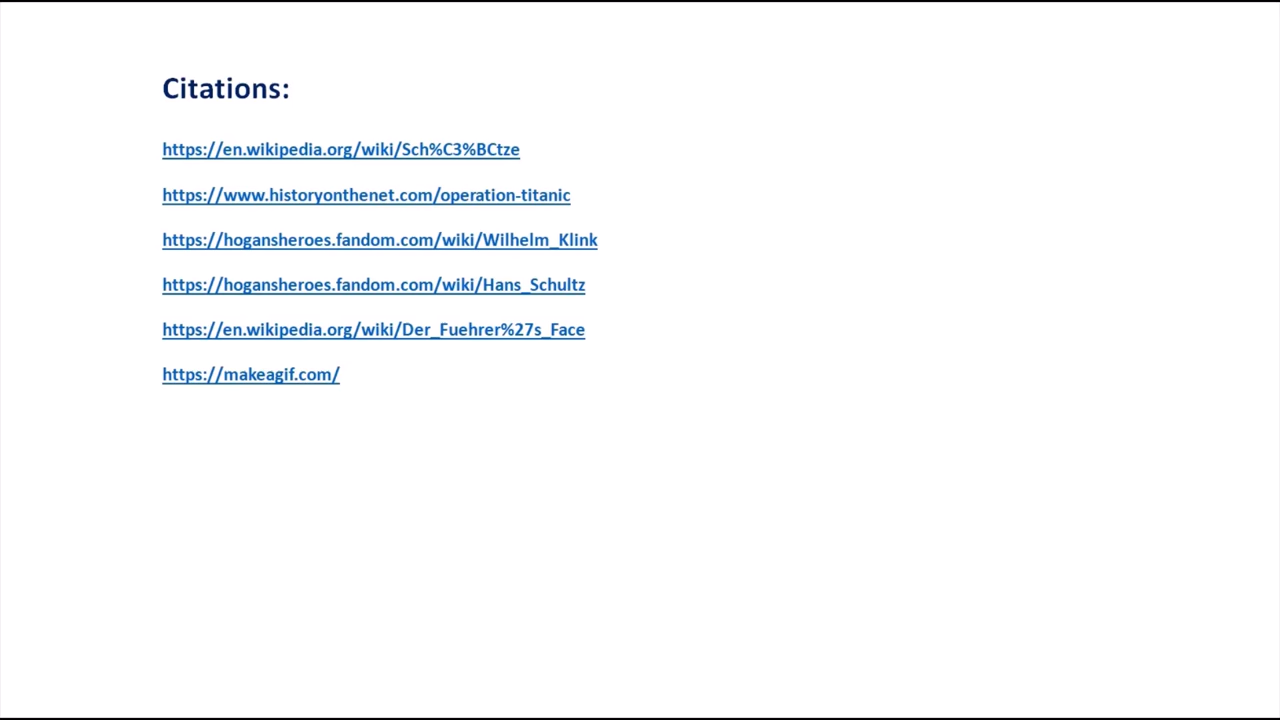 Citations:
https://en.wikipedia.org/wiki/Sch%C3%BCtze
https://www.historyonthenet.com/operation-titanic
https://hogansheroes.fandom.com/wiki/Wilhelm_Klink
https://hogansheroes.fandom.com/wiki/Hans_Schultz
https://en.wikipedia.org/wiki/Der_Fuehrer%27s_Face
https://makeagif.com/